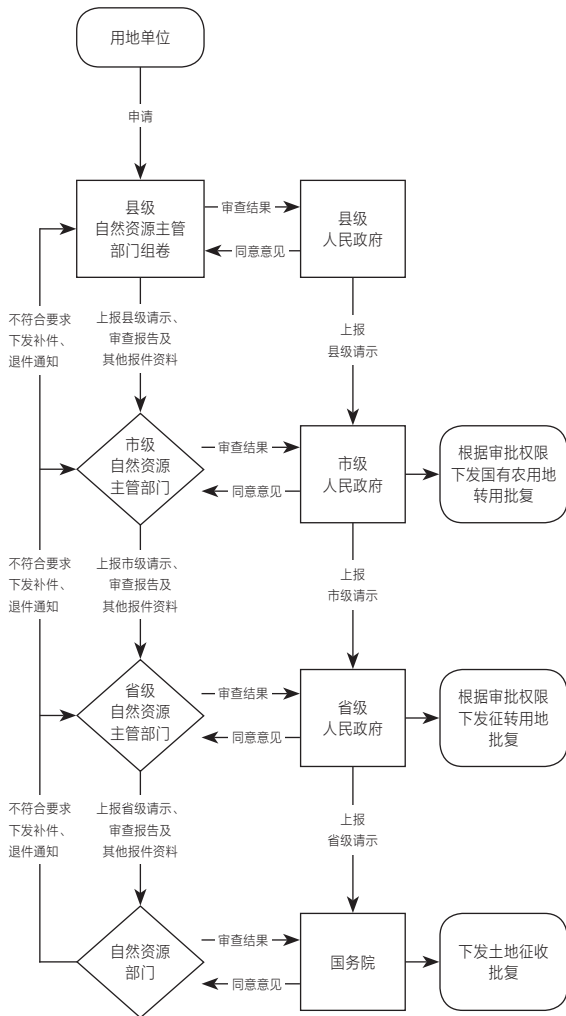 用地单位
申请
县级
自然资源主管
部门组卷
审查结果
同意意见
县级
人民政府
不符合要求
下发补件、
退件通知
上报县级请示、
审查报告及
其他报件资料
上报
县级请示
市级
自然资源
主管部门
审查结果
同意意见
市级
人民政府
根据审批权限
下发国有农用地
转用批复
不符合要求
下发补件、
退件通知
上报市级请示、
审查报告及
其他报件资料
上报
市级请示
省级
自然资源
主管部门
审查结果
同意意见
省级
人民政府
根据审批权限
下发征转用地
批复
不符合要求
下发补件、
退件通知
上报省级请示、
审查报告及
其他报件资料
上报
省级请示
自然资源
部门
审查结果
同意意见
国务院
下发土地征收
批复